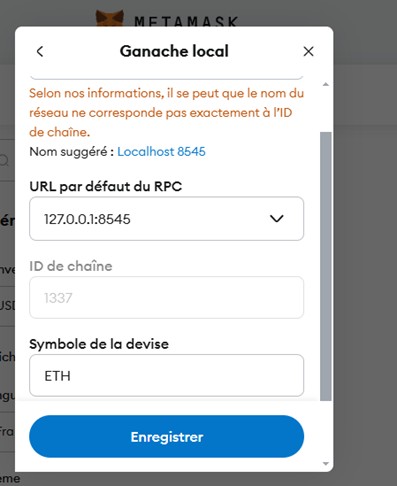 METAMASK
Ganache local
Selon nos informations, il se peut que le nom du
réseau ne corresponde pas exactement à l'ID
de chaîne.
Nom suggéré : Localhost 8545
URL par défaut du RPC
127.0.0.1:8545
ID de chaîne
1337
Symbole de la devise
ETH
Enregistrer